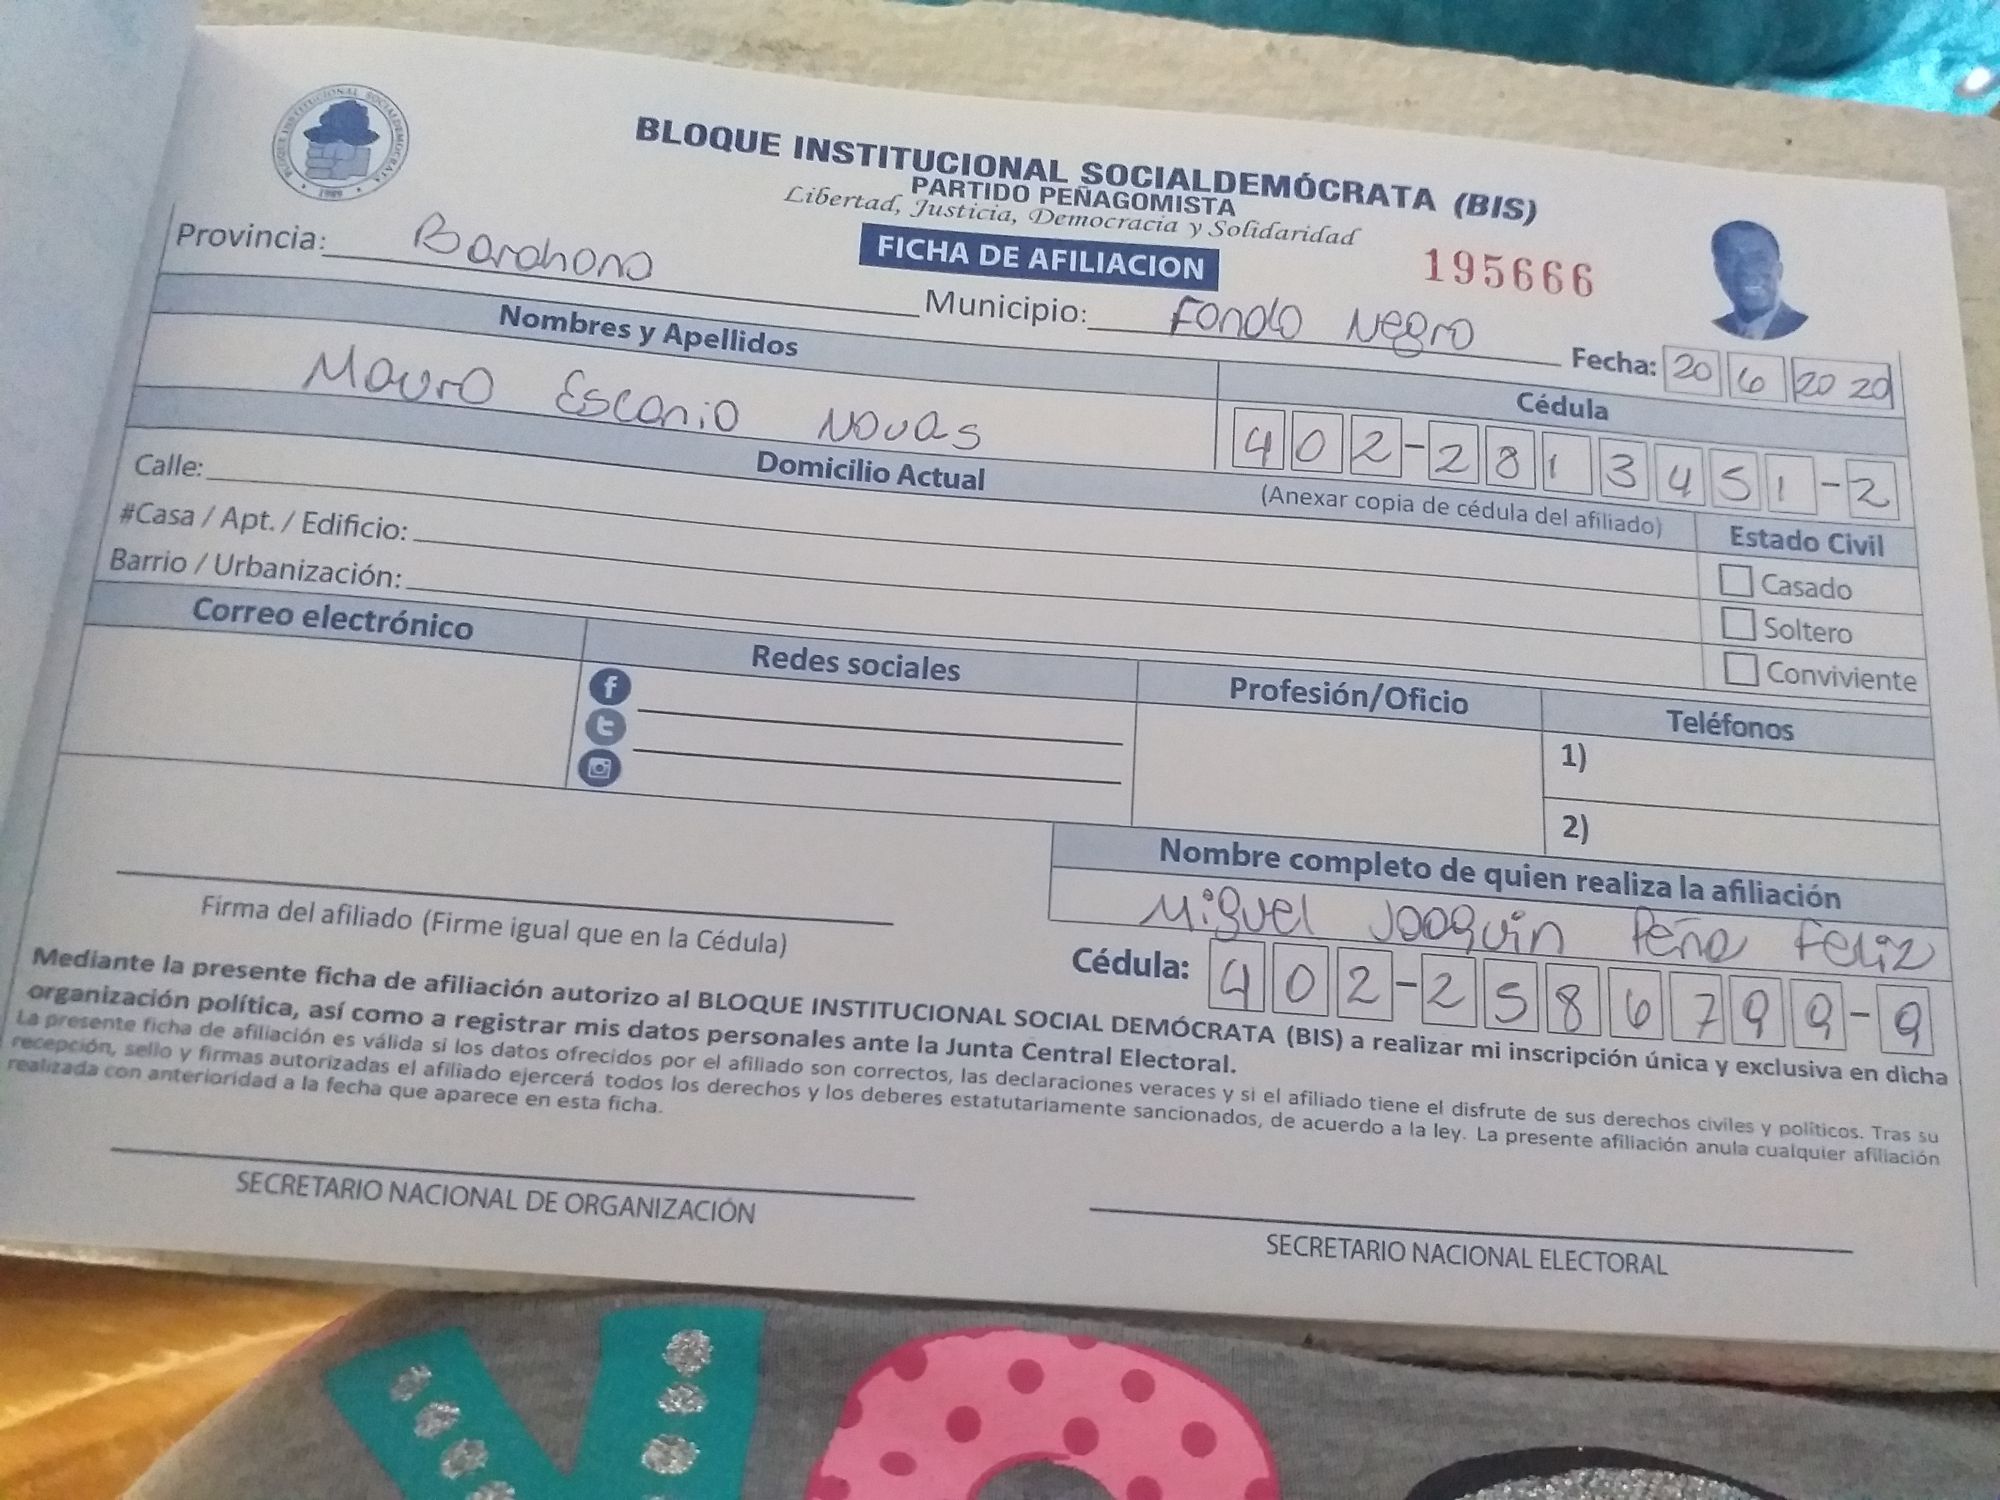 BLOQUE INSTITUCIONAL SOCIALDEMOCRATA
1989
BLOQUE INSTITUCIONAL SOCIALDEMÓCRATA (BIS)
PARTIDO PEÑAGOMISTA
Libertad, Justicia, Democracia y Solidaridad
FICHA DE AFILIACION
195666
Provincia: Barahona Municipio: Fondo Negro Fecha: 20 6 2020
Nombres y Apellidos Cédula
Mauro Escanio Novas 402-2813451-2
Domicilio Actual (Anexar copia de cédula del afiliado) Estado Civil
Calle:
#Casa / Apt. / Edificio:
Barrio / Urbanización:
Casado
Soltero
Conviviente
Correo electrónico Redes sociales Profesión/Oficio Teléfonos
1)
2)
Nombre completo de quien realiza la afiliación
Miguel Joaquin Peña Feliz
Firma del afiliado (Firme igual que en la Cédula) Cédula: 402-2586799-9
Mediante la presente ficha de afiliación autorizo al BLOQUE INSTITUCIONAL SOCIAL DEMÓCRATA (BIS) a realizar mi inscripción única y exclusiva en dicha
organización política, así como a registrar mis datos personales ante la Junta Central Electoral.
La presente ficha de afiliación es válida si los datos ofrecidos por el afiliado son correctos, las declaraciones veraces y si el afiliado tiene el disfrute de sus derechos civiles y políticos. Tras su
recepción, sello y firmas autorizadas el afiliado ejercerá todos los derechos y los deberes estatutariamente sancionados, de acuerdo a la ley. La presente afiliación anula cualquier afiliación
realizada con anterioridad a la fecha que aparece en esta ficha.
SECRETARIO NACIONAL DE ORGANIZACIÓN SECRETARIO NACIONAL ELECTORAL